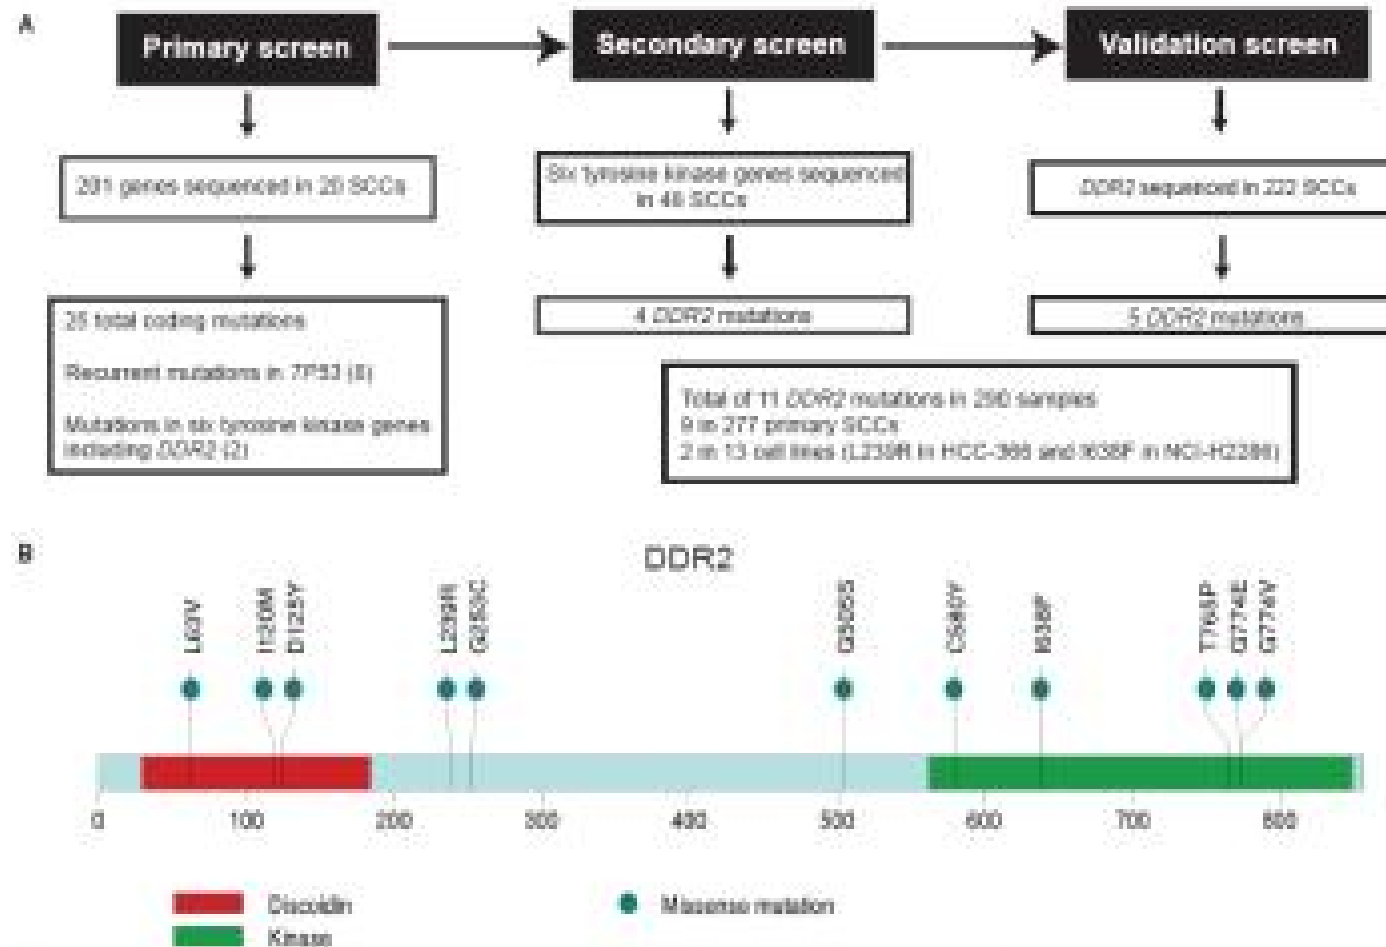 A
Primary screen
Secondary screen
Validation screen
201 genes sequenced in 20 SCCs
Six tyrosine kinase genes sequenced
in 48 SCCs
DDR2 sequenced in 222 SCCs
25 total coding mutations
Recurrent mutations in TP53
Mutations in six tyrosine kinase genes
including DDR2 (2)
4 DDR2 mutations
5 DDR2 mutations
Total of 11 DDR2 mutations in 290 samples
9 in 277 primary SCCs
2 in 13 cell lines (L239R in HCC-366 and I638F in NCI-H2286)
B
DDR2
L63V
I120M
D125Y
L239R
G253C
G505S
C580Y
I638F
T765P
G774E
G774V
0 100 200 300 400 500 600 700 800
Discoidin
Missense mutation
Kinase